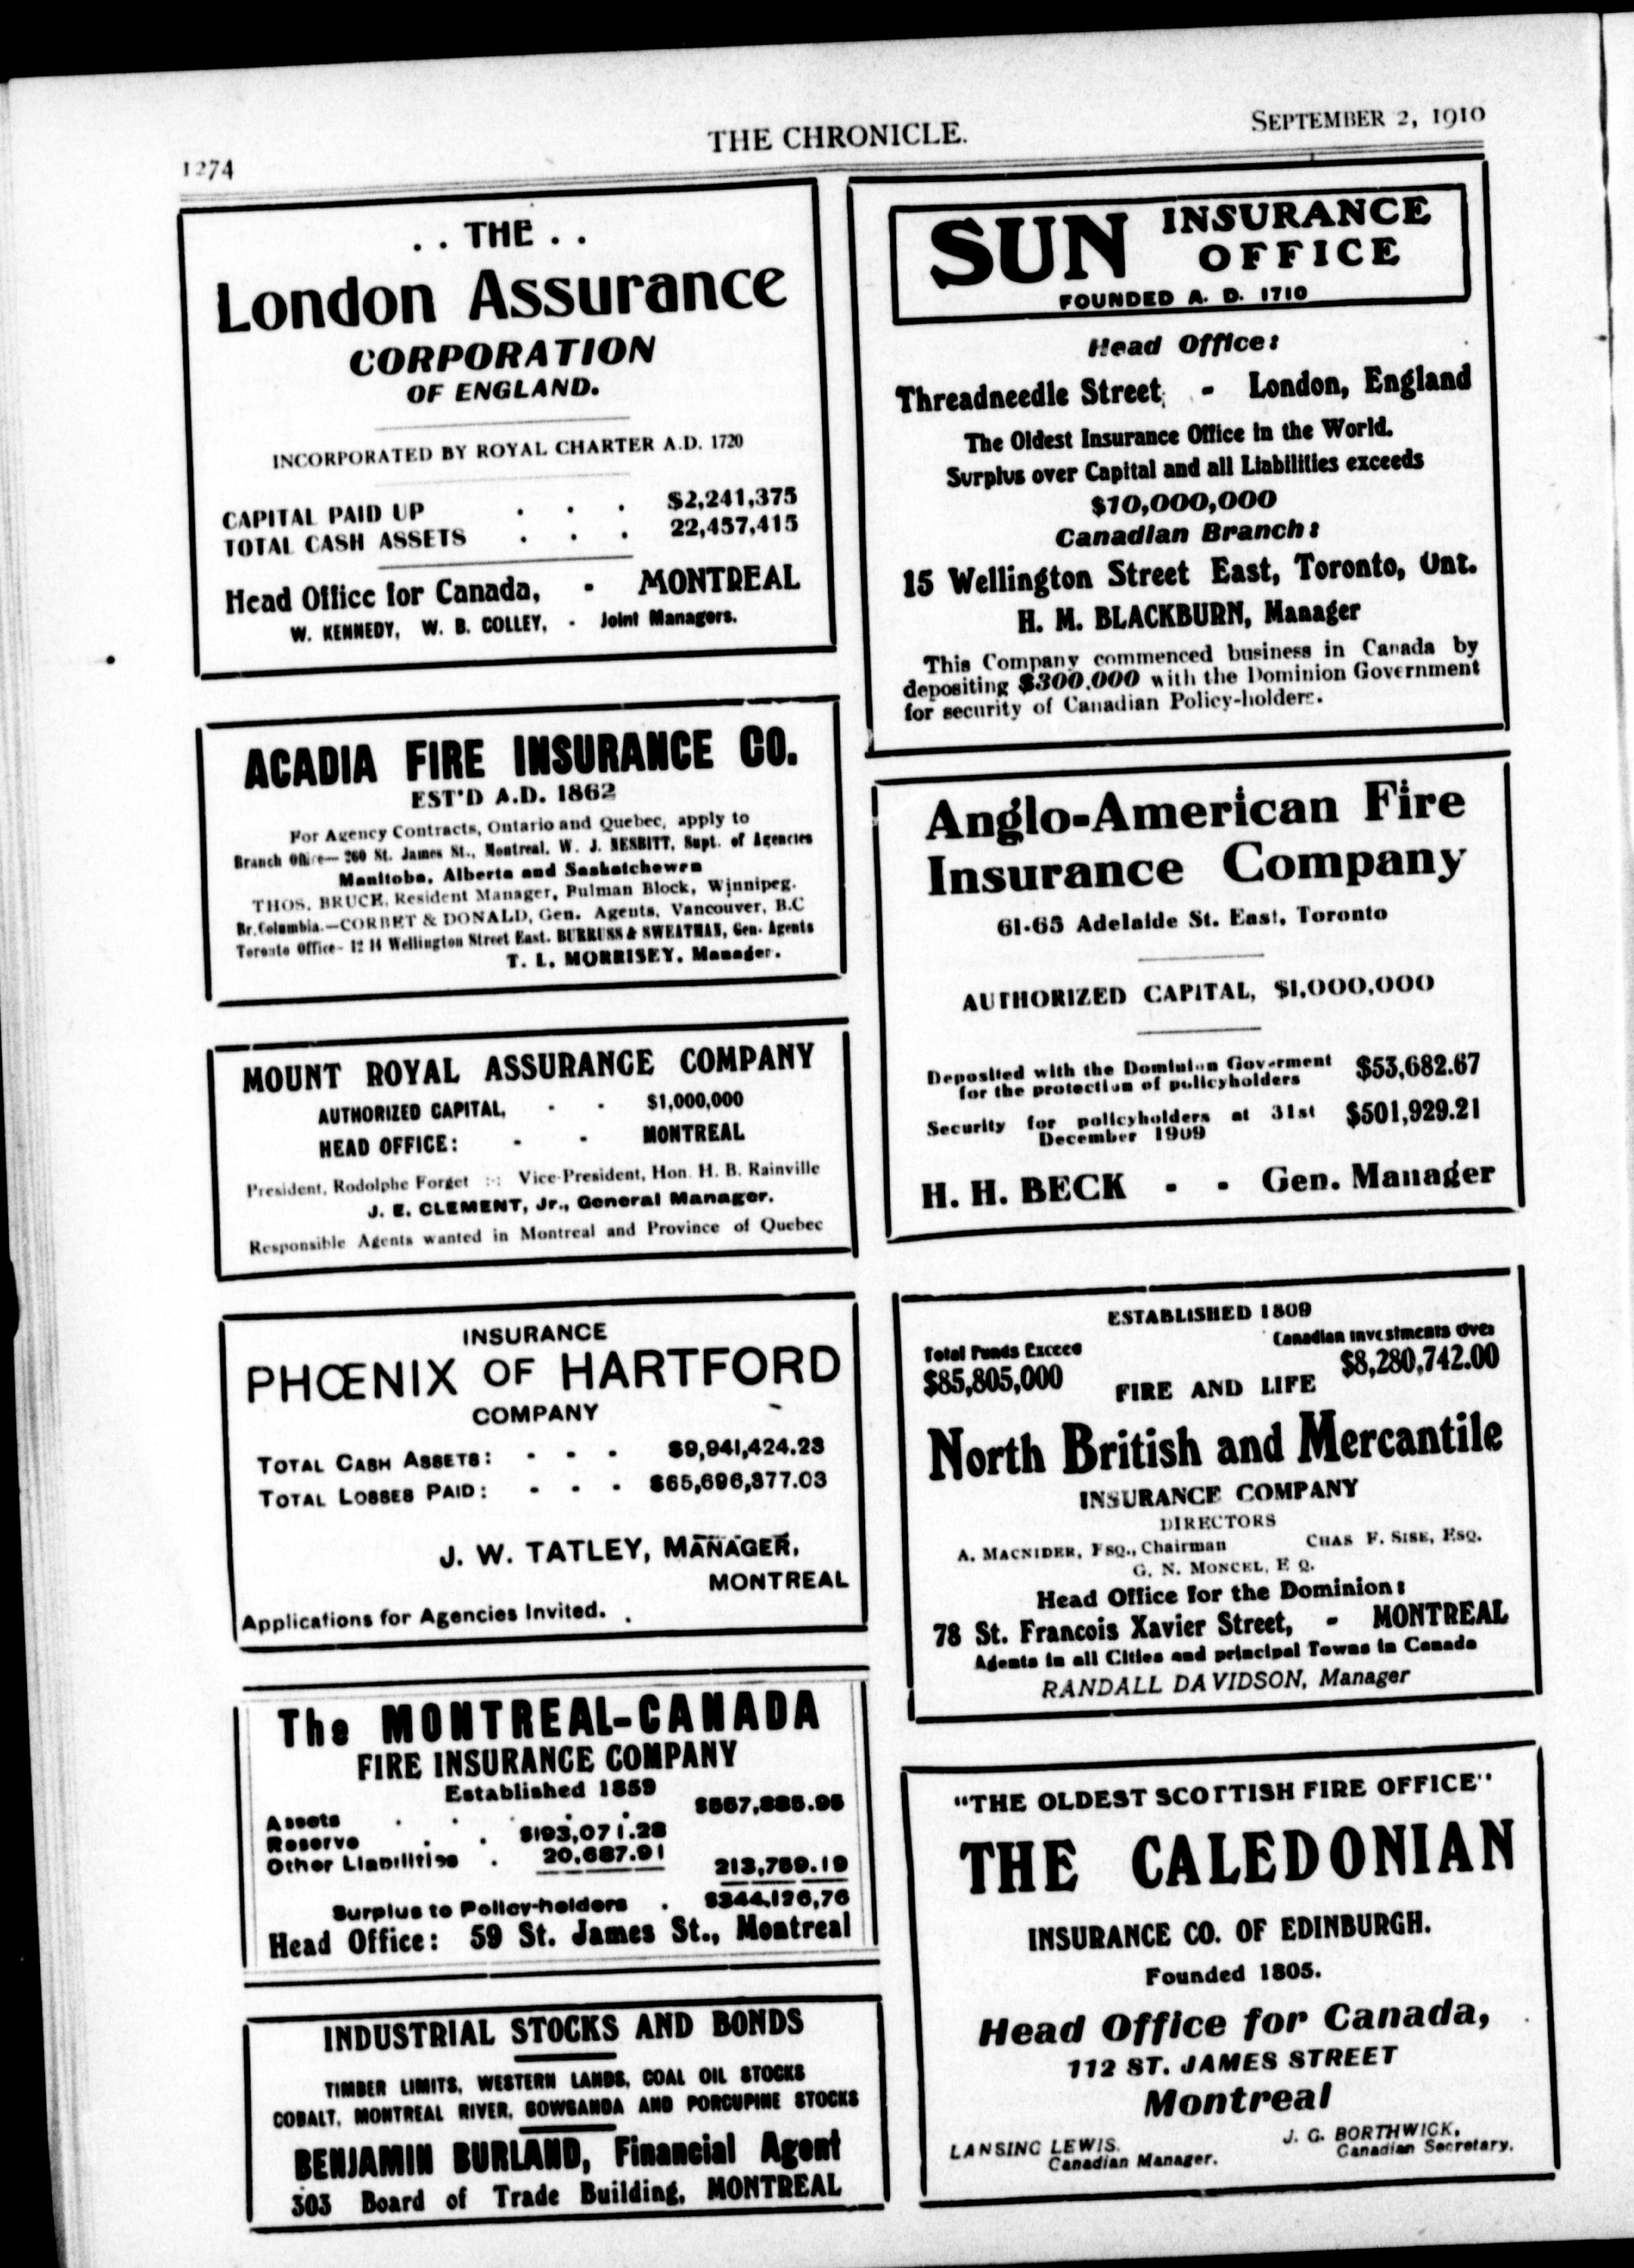 1274
THE CHRONICLE.
SEPTEMBER 2, 1910
. . THE . .
London Assurance
CORPORATION
OF ENGLAND.
INCORPORATED BY ROYAL CHARTER A.D. 1720
CAPITAL PAID UP . . . $2,241,375
TOTAL CASH ASSETS . . . 22,457,415
Head Office for Canada, - MONTREAL
W. KENNEDY, W. B. COLLEY, - Joint Managers.
ACADIA FIRE INSURANCE CO.
EST'D A.D. 1862
For Agency Contracts, Ontario and Quebec, apply to
Branch Office— 260 St. James St., Montreal. W. J. NESBITT, Supt. of Agencies
Manitoba, Alberta and Saskatchewen
THOS. BRUCE, Resident Manager, Pulman Block, Winnipeg.
Br. Columbia.—CORBET & DONALD, Gen. Agents, Vancouver, B.C
Toronto Office- 12 14 Wellington Street East. BURRUSS & SWEATMAN, Gen. Agents
T. L. MORRISEY, Manager.
MOUNT ROYAL ASSURANCE COMPANY
AUTHORIZED CAPITAL, - - $1,000,000
HEAD OFFICE: - - MONTREAL
President, Rodolphe Forget :-: Vice-President, Hon. H. B. Rainville
J. E. CLEMENT, Jr., General Manager.
Responsible Agents wanted in Montreal and Province of Quebec
INSURANCE
PHŒNIX OF HARTFORD
COMPANY
TOTAL CASH ASSETS: - - - $9,941,424.23
TOTAL LOSSES PAID: - - - $65,696,377.03
J. W. TATLEY, MANAGER,
MONTREAL
Applications for Agencies Invited.
The MONTREAL-CANADA
FIRE INSURANCE COMPANY
Established 1859
Assets . . . . $557,885.95
Reserve . . $193,071.28
Other Liabilities . 20,687.91
213,759.19
Surplus to Policy-holders . $344,126,76
Head Office: 59 St. James St., Montreal
INDUSTRIAL STOCKS AND BONDS
TIMBER LIMITS, WESTERN LANDS, COAL OIL STOCKS
COBALT, MONTREAL RIVER, GOWGANDA AND PORCUPINE STOCKS
BENJAMIN BURLAND, Financial Agent
303 Board of Trade Building, MONTREAL
SUN INSURANCE
OFFICE
FOUNDED A. D. 1710
Head Office:
Threadneedle Street, - London, England
The Oldest Insurance Office in the World.
Surplus over Capital and all Liabilities exceeds
$10,000,000
Canadian Branch:
15 Wellington Street East, Toronto, Ont.
H. M. BLACKBURN, Manager
This Company commenced business in Canada by
depositing $300,000 with the Dominion Government
for security of Canadian Policy-holders.
Anglo-American Fire
Insurance Company
61-65 Adelaide St. East, Toronto
AUTHORIZED CAPITAL, $1,000,000
Deposited with the Dominion Goverment
for the protection of policyholders $53,682.67
Security for policyholders at 31st
December 1909 $501,929.21
H. H. BECK - - Gen. Manager
ESTABLISHED 1809
Total Funds Exceed Canadian Investments Over
$85,805,000 FIRE AND LIFE $8,280,742.00
North British and Mercantile
INSURANCE COMPANY
DIRECTORS
A. MACNIDER, ESQ., Chairman CHAS F. SISE, ESQ.
G. N. MONCEL, E Q.
Head Office for the Dominion:
78 St. Francois Xavier Street, - MONTREAL
Agents in all Cities and principal Towns in Canada
RANDALL DAVIDSON, Manager
"THE OLDEST SCOTTISH FIRE OFFICE"
THE CALEDONIAN
INSURANCE CO. OF EDINBURGH.
Founded 1805.
Head Office for Canada,
112 ST. JAMES STREET
Montreal
LANSING LEWIS, J. G. BORTHWICK,
Canadian Manager. Canadian Secretary.